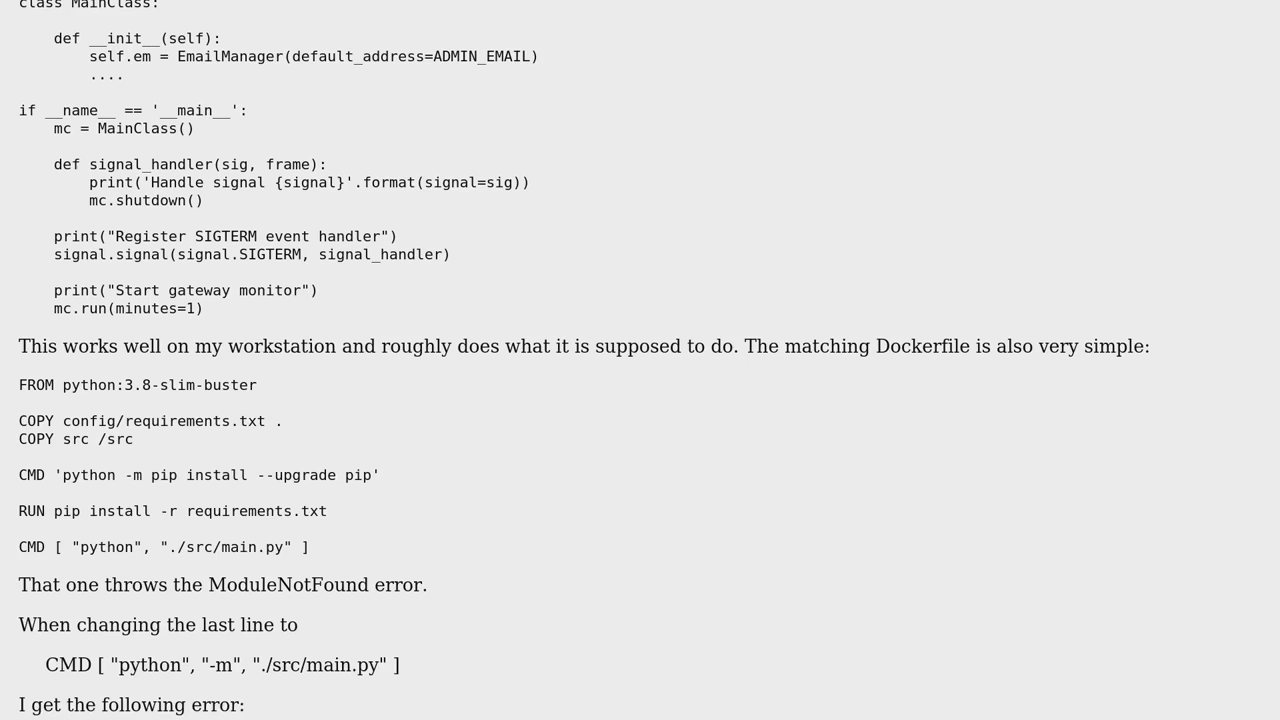 class MainClass:
    def __init__(self):
        self.em = EmailManager(default_address=ADMIN_EMAIL)
        ....
if __name__ == '__main__':
    mc = MainClass()
    def signal_handler(sig, frame):
        print('Handle signal {signal}'.format(signal=sig))
        mc.shutdown()
    print("Register SIGTERM event handler")
    signal.signal(signal.SIGTERM, signal_handler)
    print("Start gateway monitor")
    mc.run(minutes=1)
This works well on my workstation and roughly does what it is supposed to do. The matching Dockerfile is also very simple:
FROM python:3.8-slim-buster
COPY config/requirements.txt .
COPY src /src
CMD 'python -m pip install --upgrade pip'
RUN pip install -r requirements.txt
CMD [ "python", "./src/main.py" ]
That one throws the ModuleNotFound error.
When changing the last line to
CMD [ "python", "-m", "./src/main.py" ]
I get the following error: